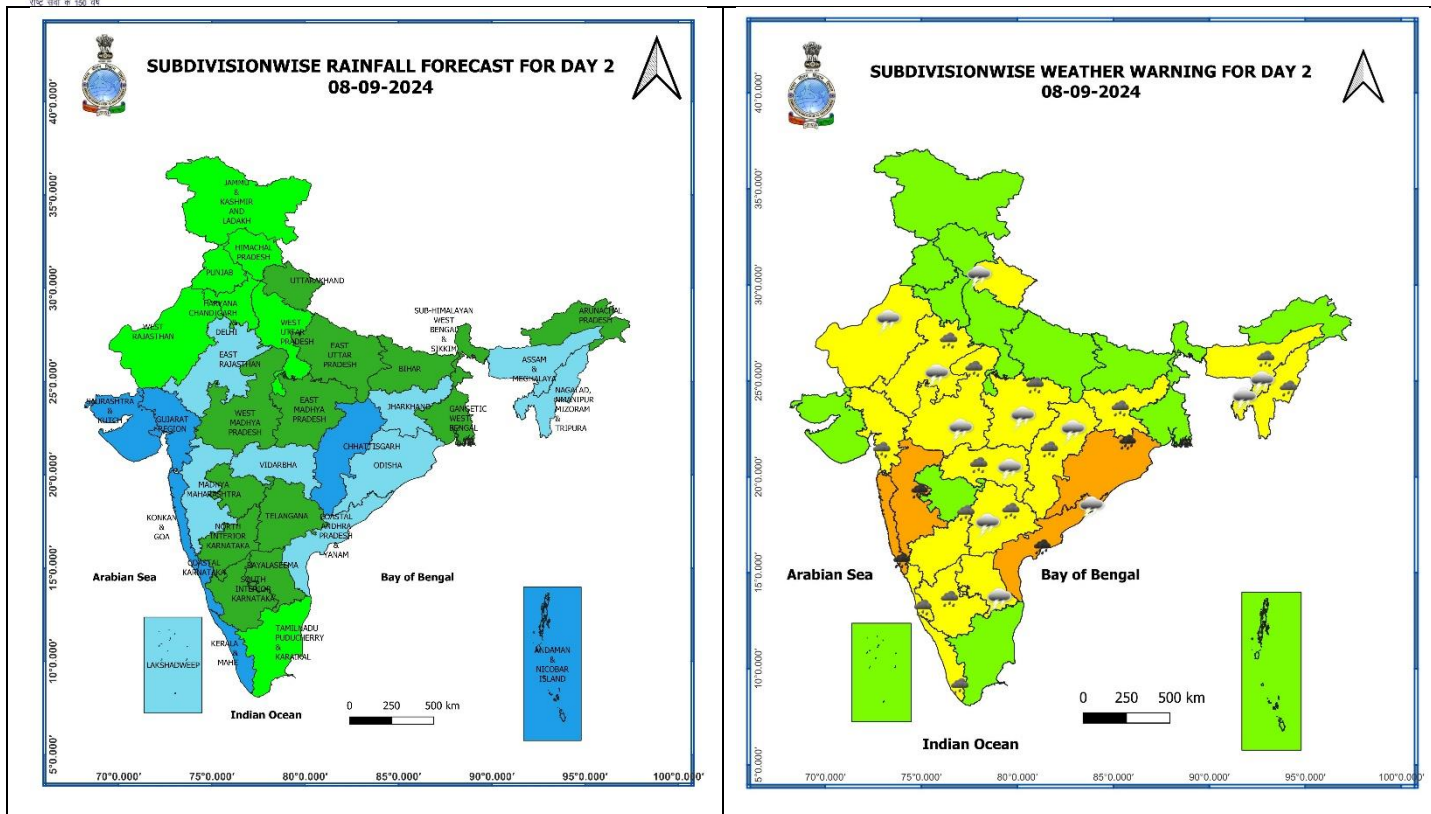 राष्ट्र सेवा के 150 वर्ष
SUBDIVISIONWISE RAINFALL FORECAST FOR DAY 2
08-09-2024
JAMMU
&
KASHMIR
AND
LADAKH
HIMACHAL
PRADESH
PUNJAB
UTTARAKHAND
HARYANA
CHANDIGARH
DELHI
WEST
RAJASTHAN
WEST
UTTAR
PRADESH
EAST
RAJASTHAN
EAST
UTTAR
PRADESH
SUB-HIMALAYAN
WEST
BENGAL
&
SIKKIM
ARUNACHAL
PRADESH
BIHAR
ASSAM
&
MEGHALAYA
SAURASHTRA
&
KUTCH
GUJARAT
REGION
WEST
MADHYA
PRADESH
EAST
MADHYA
PRADESH
JHARKHAND
GANGETIC
WEST
BENGAL
MIZORAM
&
TRIPURA
CHHATTISGARH
VIDARBHA
ODISHA
MADHYA
MAHARASHTRA
KONKAN
&
GOA
NORTH
INTERIOR
KARNATAKA
TELANGANA
COASTAL
ANDHRA
PRADESH
&
YANAM
COASTAL
KARNATAKA
RAYALASEEMA
SOUTH
INTERIOR
KARNATAKA
Arabian Sea
Bay of Bengal
LAKSHADWEEP
KERALA
&
MAHE
TAMILNADU
PUDUCHERRY
&
KARAIKAL
ANDAMAN
&
NICOBAR
ISLAND
Indian Ocean
0 250 500 km
40°0.000'
35°0.000'
30°0.000'
25°0.000'
20°0.000'
15°0.000'
10°0.000'
5°0.000'
70°0.000' 75°0.000' 80°0.000' 85°0.000' 90°0.000' 95°0.000' 100°0.000'
SUBDIVISIONWISE WEATHER WARNING FOR DAY 2
08-09-2024
Arabian Sea
Bay of Bengal
Indian Ocean
0 250 500 km
40°0.000'
35°0.000'
30°0.000'
25°0.000'
20°0.000'
15°0.000'
10°0.000'
5°0.000'
70°0.000' 75°0.000' 80°0.000' 85°0.000' 90°0.000' 95°0.000' 100°0.000'